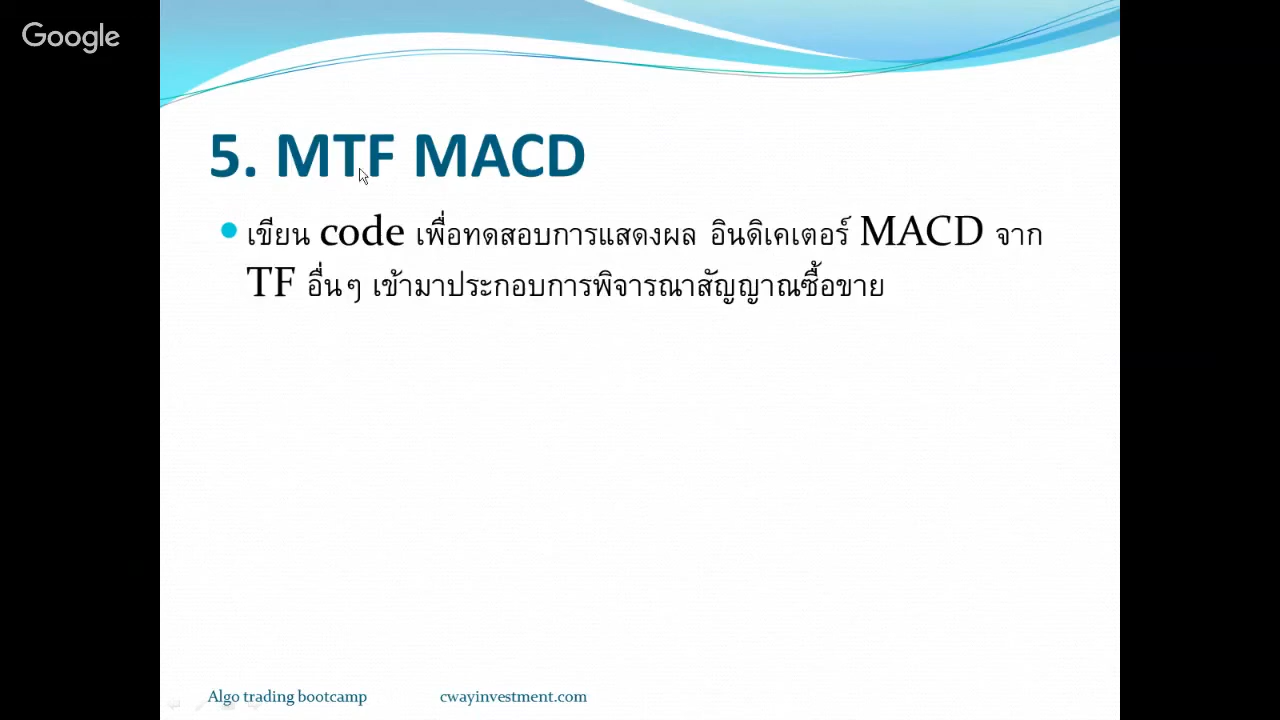 Google
5. MTF MACD
เขียน code เพื่อทดสอบการแสดงผล อินดิเคเตอร์ MACD จาก
TF อื่นๆ เข้ามาประกอบการพิจารณาสัญญาณซื้อขาย
Algo trading bootcamp cwayinvestment.com